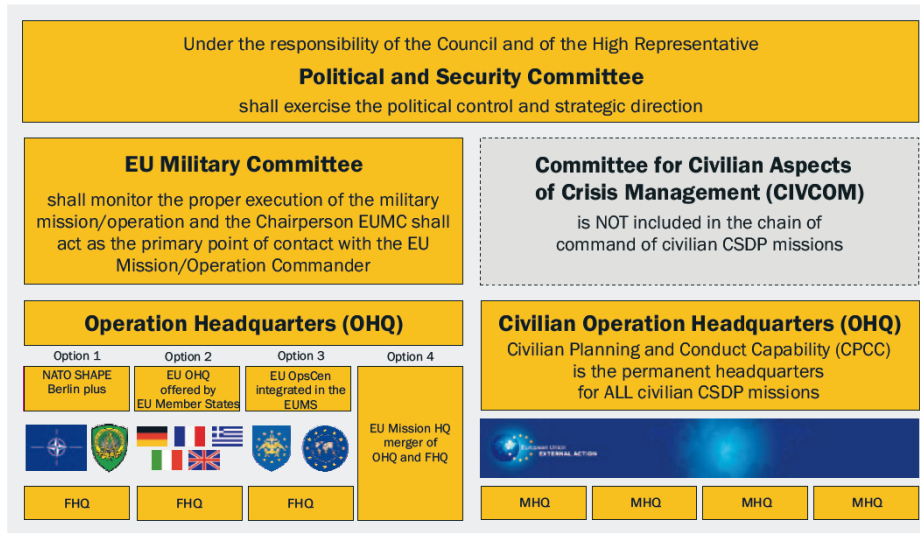 Under the responsibility of the Council and of the High Representative
Political and Security Committee
shall exercise the political control and strategic direction
EU Military Committee
shall monitor the proper execution of the military
mission/operation and the Chairperson EUMC shall
act as the primary point of contact with the EU
Mission/Operation Commander
Committee for Civilian Aspects
of Crisis Management (CIVCOM)
is NOT included in the chain of
command of civilian CSDP missions
Operation Headquarters (OHQ)
Option 1
NATO SHAPE
Berlin plus
FHQ
Option 2
EU OHQ
offered by
EU Member States
FHQ
Option 3
EU OpsCen
integrated in the
EUMS
FHQ
Option 4
EU Mission HQ
merger of
OHQ and FHQ
Civilian Operation Headquarters (OHQ)
Civilian Planning and Conduct Capability (CPCC)
is the permanent headquarters
for ALL civilian CSDP missions
European Union
EXTERNAL ACTION
MHQ
MHQ
MHQ
MHQ